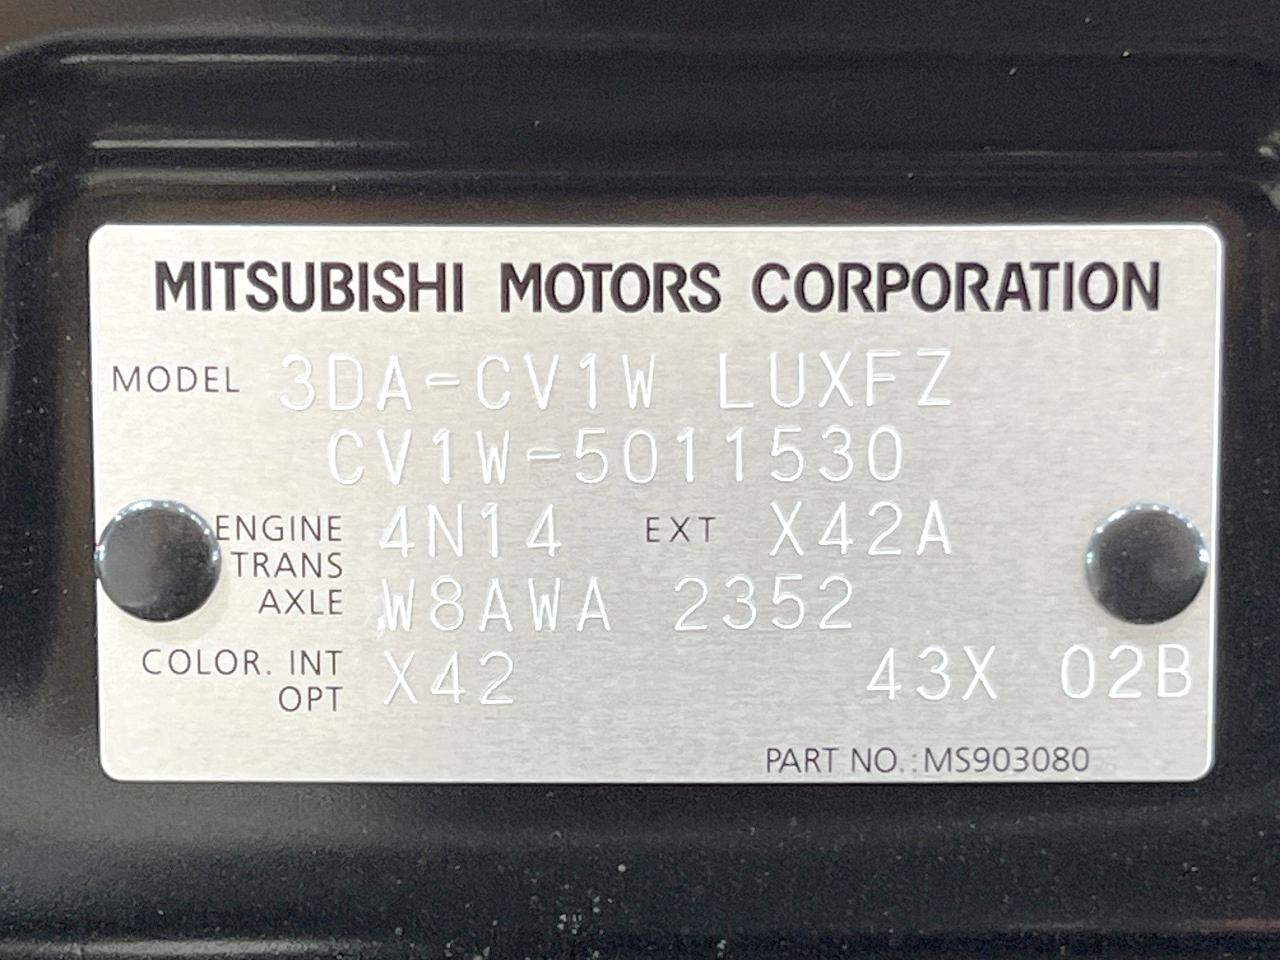 MITSUBISHI MOTORS CORPORATION
MODEL 3DA-CV1W LUXFZ
CV1W-5011530
ENGINE 4N14 EXT X42A
TRANS
AXLE W8AWA 2352
COLOR. INT X42 43X 02B
OPT
PART NO.:MS903080